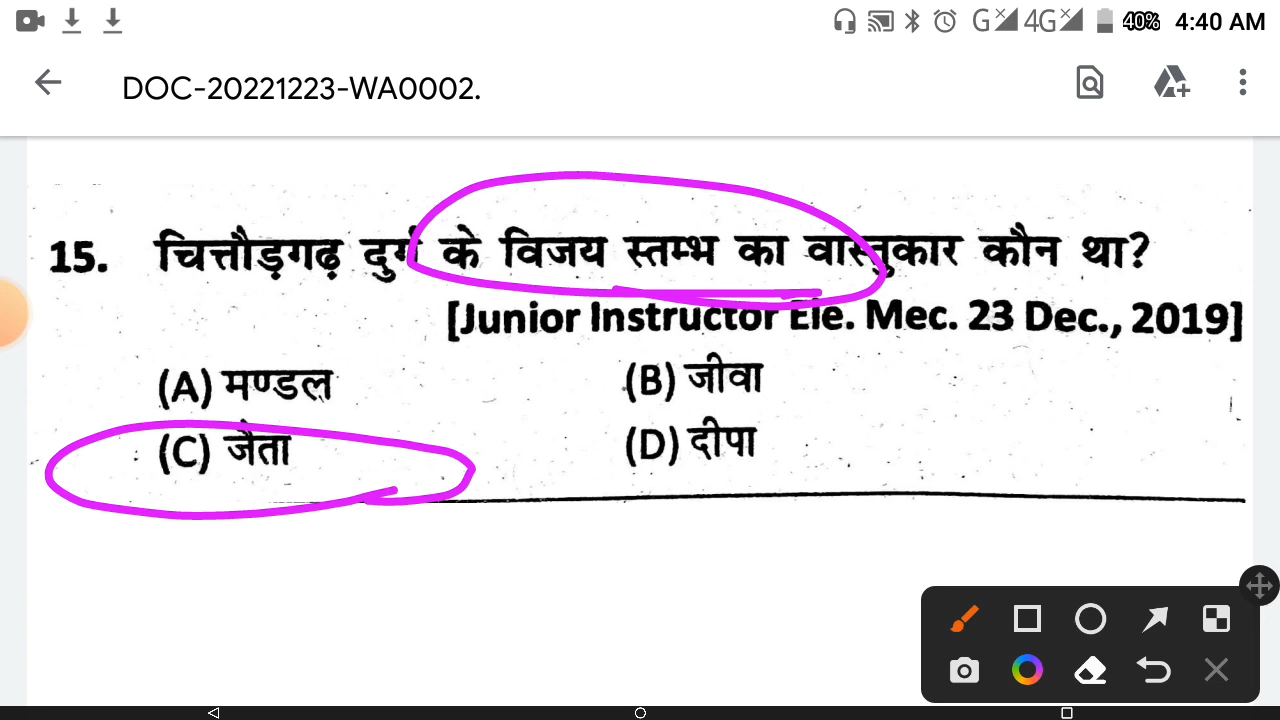 G 4G 40% 4:40 AM
DOC-20221223-WA0002.
15. चित्तौड़गढ़ दुर्ग के विजय स्तम्भ का वास्तुकार कौन था?
[Junior Instructor Ele. Mec. 23 Dec., 2019]
(A) मण्डल (B) जीवा
(C) जैता (D) दीपा